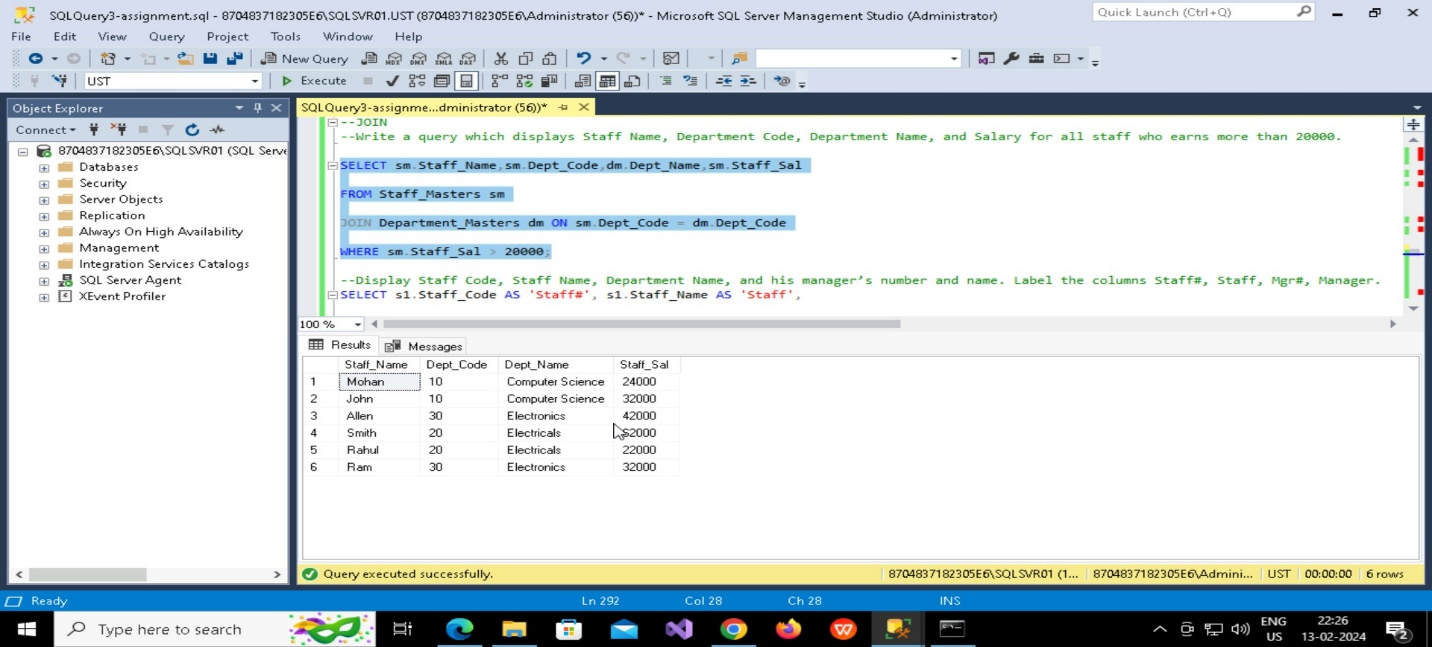 SQLQuery3-assignment.sql - 8704837182305E6\SQLSVR01.UST (8704837182305E6\Administrator (56))* - Microsoft SQL Server Management Studio (Administrator)
Quick Launch (Ctrl+Q)
File Edit View Query Project Tools Window Help
New Query
MDX DMX XMLA DAX
UST
Execute
Object Explorer
SQLQuery3-assignme...dministrator (56))*
Connect
8704837182305E6\SQLSVR01 (SQL Serve
Databases
Security
Server Objects
Replication
Always On High Availability
Management
Integration Services Catalogs
SQL Server Agent
XEvent Profiler
--JOIN
--Write a query which displays Staff Name, Department Code, Department Name, and Salary for all staff who earns more than 20000.
SELECT sm.Staff_Name,sm.Dept_Code,dm.Dept_Name,sm.Staff_Sal
FROM Staff_Masters sm
JOIN Department_Masters dm ON sm.Dept_Code = dm.Dept_Code
WHERE sm.Staff_Sal > 20000;
--Display Staff Code, Staff Name, Department Name, and his manager’s number and name. Label the columns Staff#, Staff, Mgr#, Manager.
SELECT s1.Staff_Code AS 'Staff#', s1.Staff_Name AS 'Staff',
100 %
Results Messages
Staff_Name Dept_Code Dept_Name Staff_Sal
1 Mohan 10 Computer Science 24000
2 John 10 Computer Science 32000
3 Allen 30 Electronics 42000
4 Smith 20 Electricals
5 Rahul 20 Electricals 22000
6 Ram 30 Electronics 32000
Query executed successfully.
8704837182305E6\SQLSVR01 (1... 8704837182305E6\Admini... UST 00:00:00 6 rows
Ready Ln 292 Col 28 Ch 28 INS
Type here to search
ENG
US
22:26
13-02-2024
2